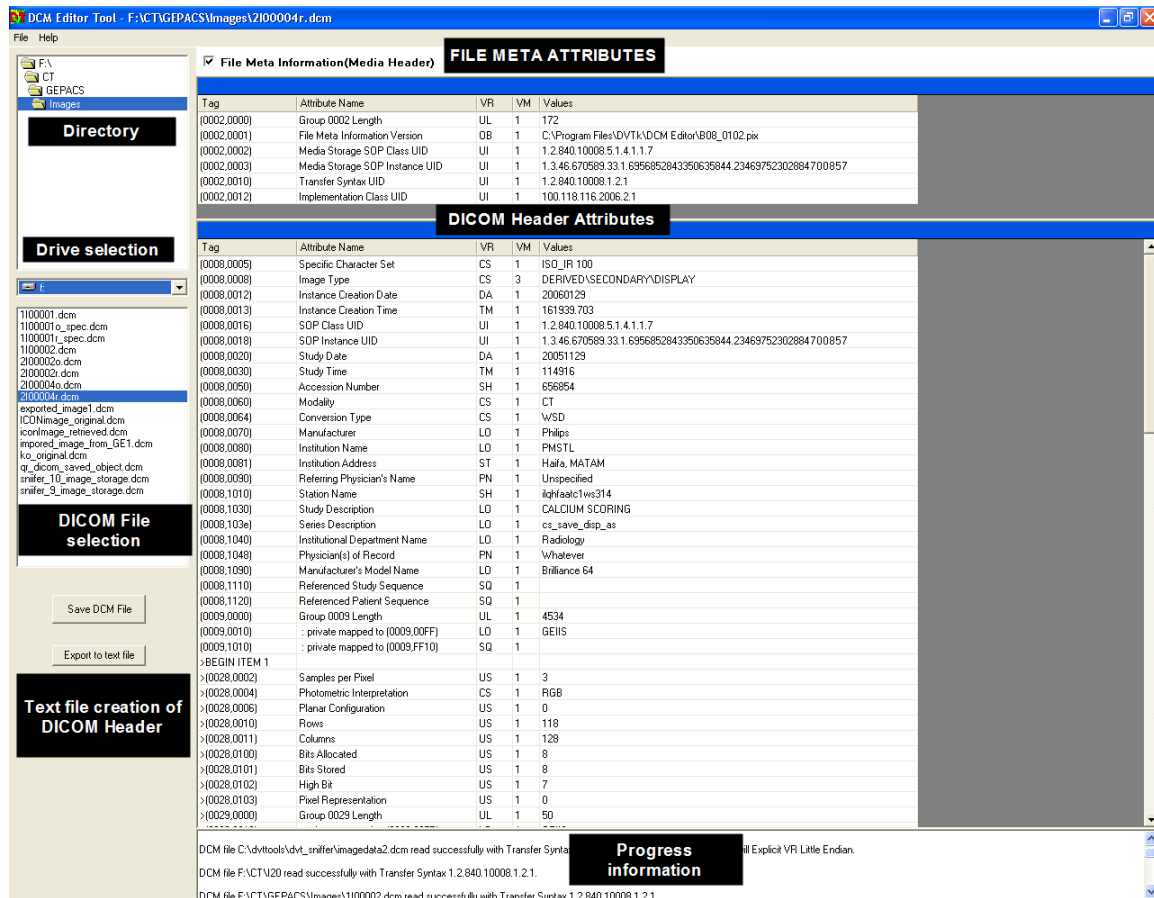 DCM Editor Tool - F:\CT\GEPACS\Images\2I00004r.dcm
File Help
F:\
CT
GEPACS
Images
Directory
Drive selection
f:
1I00001.dcm
1I00001o_spec.dcm
1I00001r_spec.dcm
1I00002.dcm
2I00002o.dcm
2I00002r.dcm
2I00004o.dcm
2I00004r.dcm
exported_image1.dcm
ICONimage_original.dcm
iconImage_retrieved.dcm
impored_image_from_GE1.dcm
ko_original.dcm
qr_dicom_saved_object.dcm
sniifer_10_image_storage.dcm
sniifer_9_image_storage.dcm
DICOM File
selection
Save DCM File
Export to text file
Text file creation of
DICOM Header
File Meta Information(Media Header)
FILE META ATTRIBUTES
Tag Attribute Name VR VM Values
(0002,0000) Group 0002 Length UL 1 172
(0002,0001) File Meta Information Version OB 1 C:\Program Files\DVTk\DCM Editor\B08_0102.pix
(0002,0002) Media Storage SOP Class UID UI 1 1.2.840.10008.5.1.4.1.1.7
(0002,0003) Media Storage SOP Instance UID UI 1 1.3.46.670589.33.1.6956852843350635844.23469752302884700857
(0002,0010) Transfer Syntax UID UI 1 1.2.840.10008.1.2.1
(0002,0012) Implementation Class UID UI 1 100.118.116.2006.2.1
DICOM Header Attributes
Tag Attribute Name VR VM Values
(0008,0005) Specific Character Set CS 1 ISO_IR 100
(0008,0008) Image Type CS 3 DERIVED\SECONDARY\DISPLAY
(0008,0012) Instance Creation Date DA 1 20060129
(0008,0013) Instance Creation Time TM 1 161939.703
(0008,0016) SOP Class UID UI 1 1.2.840.10008.5.1.4.1.1.7
(0008,0018) SOP Instance UID UI 1 1.3.46.670589.33.1.6956852843350635844.23469752302884700857
(0008,0020) Study Date DA 1 20051129
(0008,0030) Study Time TM 1 114916
(0008,0050) Accession Number SH 1 656854
(0008,0060) Modality CS 1 CT
(0008,0064) Conversion Type CS 1 WSD
(0008,0070) Manufacturer LO 1 Philips
(0008,0080) Institution Name LO 1 PMSTL
(0008,0081) Institution Address ST 1 Haifa, MATAM
(0008,0090) Referring Physician's Name PN 1 Unspecified
(0008,1010) Station Name SH 1 ilqhfaatc1ws314
(0008,1030) Study Description LO 1 CALCIUM SCORING
(0008,103e) Series Description LO 1 cs_save_disp_as
(0008,1040) Institutional Department Name LO 1 Radiology
(0008,1048) Physician(s) of Record PN 1 Whatever
(0008,1090) Manufacturer's Model Name LO 1 Brilliance 64
(0008,1110) Referenced Study Sequence SQ 1
(0008,1120) Referenced Patient Sequence SQ 1
(0009,0000) Group 0009 Length UL 1 4534
(0009,0010) : private mapped to (0009,00FF) LO 1 GEIIS
(0009,1010) : private mapped to (0009,FF10) SQ 1
>BEGIN ITEM 1
>(0028,0002) Samples per Pixel US 1 3
>(0028,0004) Photometric Interpretation CS 1 RGB
>(0028,0006) Planar Configuration US 1 0
>(0028,0010) Rows US 1 118
>(0028,0011) Columns US 1 128
>(0028,0100) Bits Allocated US 1 8
>(0028,0101) Bits Stored US 1 8
>(0028,0102) High Bit US 1 7
>(0028,0103) Pixel Representation US 1 0
>(0029,0000) Group 0029 Length UL 1 50
DCM file C:\dvttools\dvt_sniffer\imagedata2.dcm read successfully with Transfer Explicit VR Little Endian.
Progress
information
DCM file F:\CT\I20 read successfully with Transfer Syntax 1.2.840.10008.1.2.1.
DCM file F:\CT\GEPACS\Images\1I00002.dcm read successfully with Transfer Syntax 1.2.840.10008.1.2.1